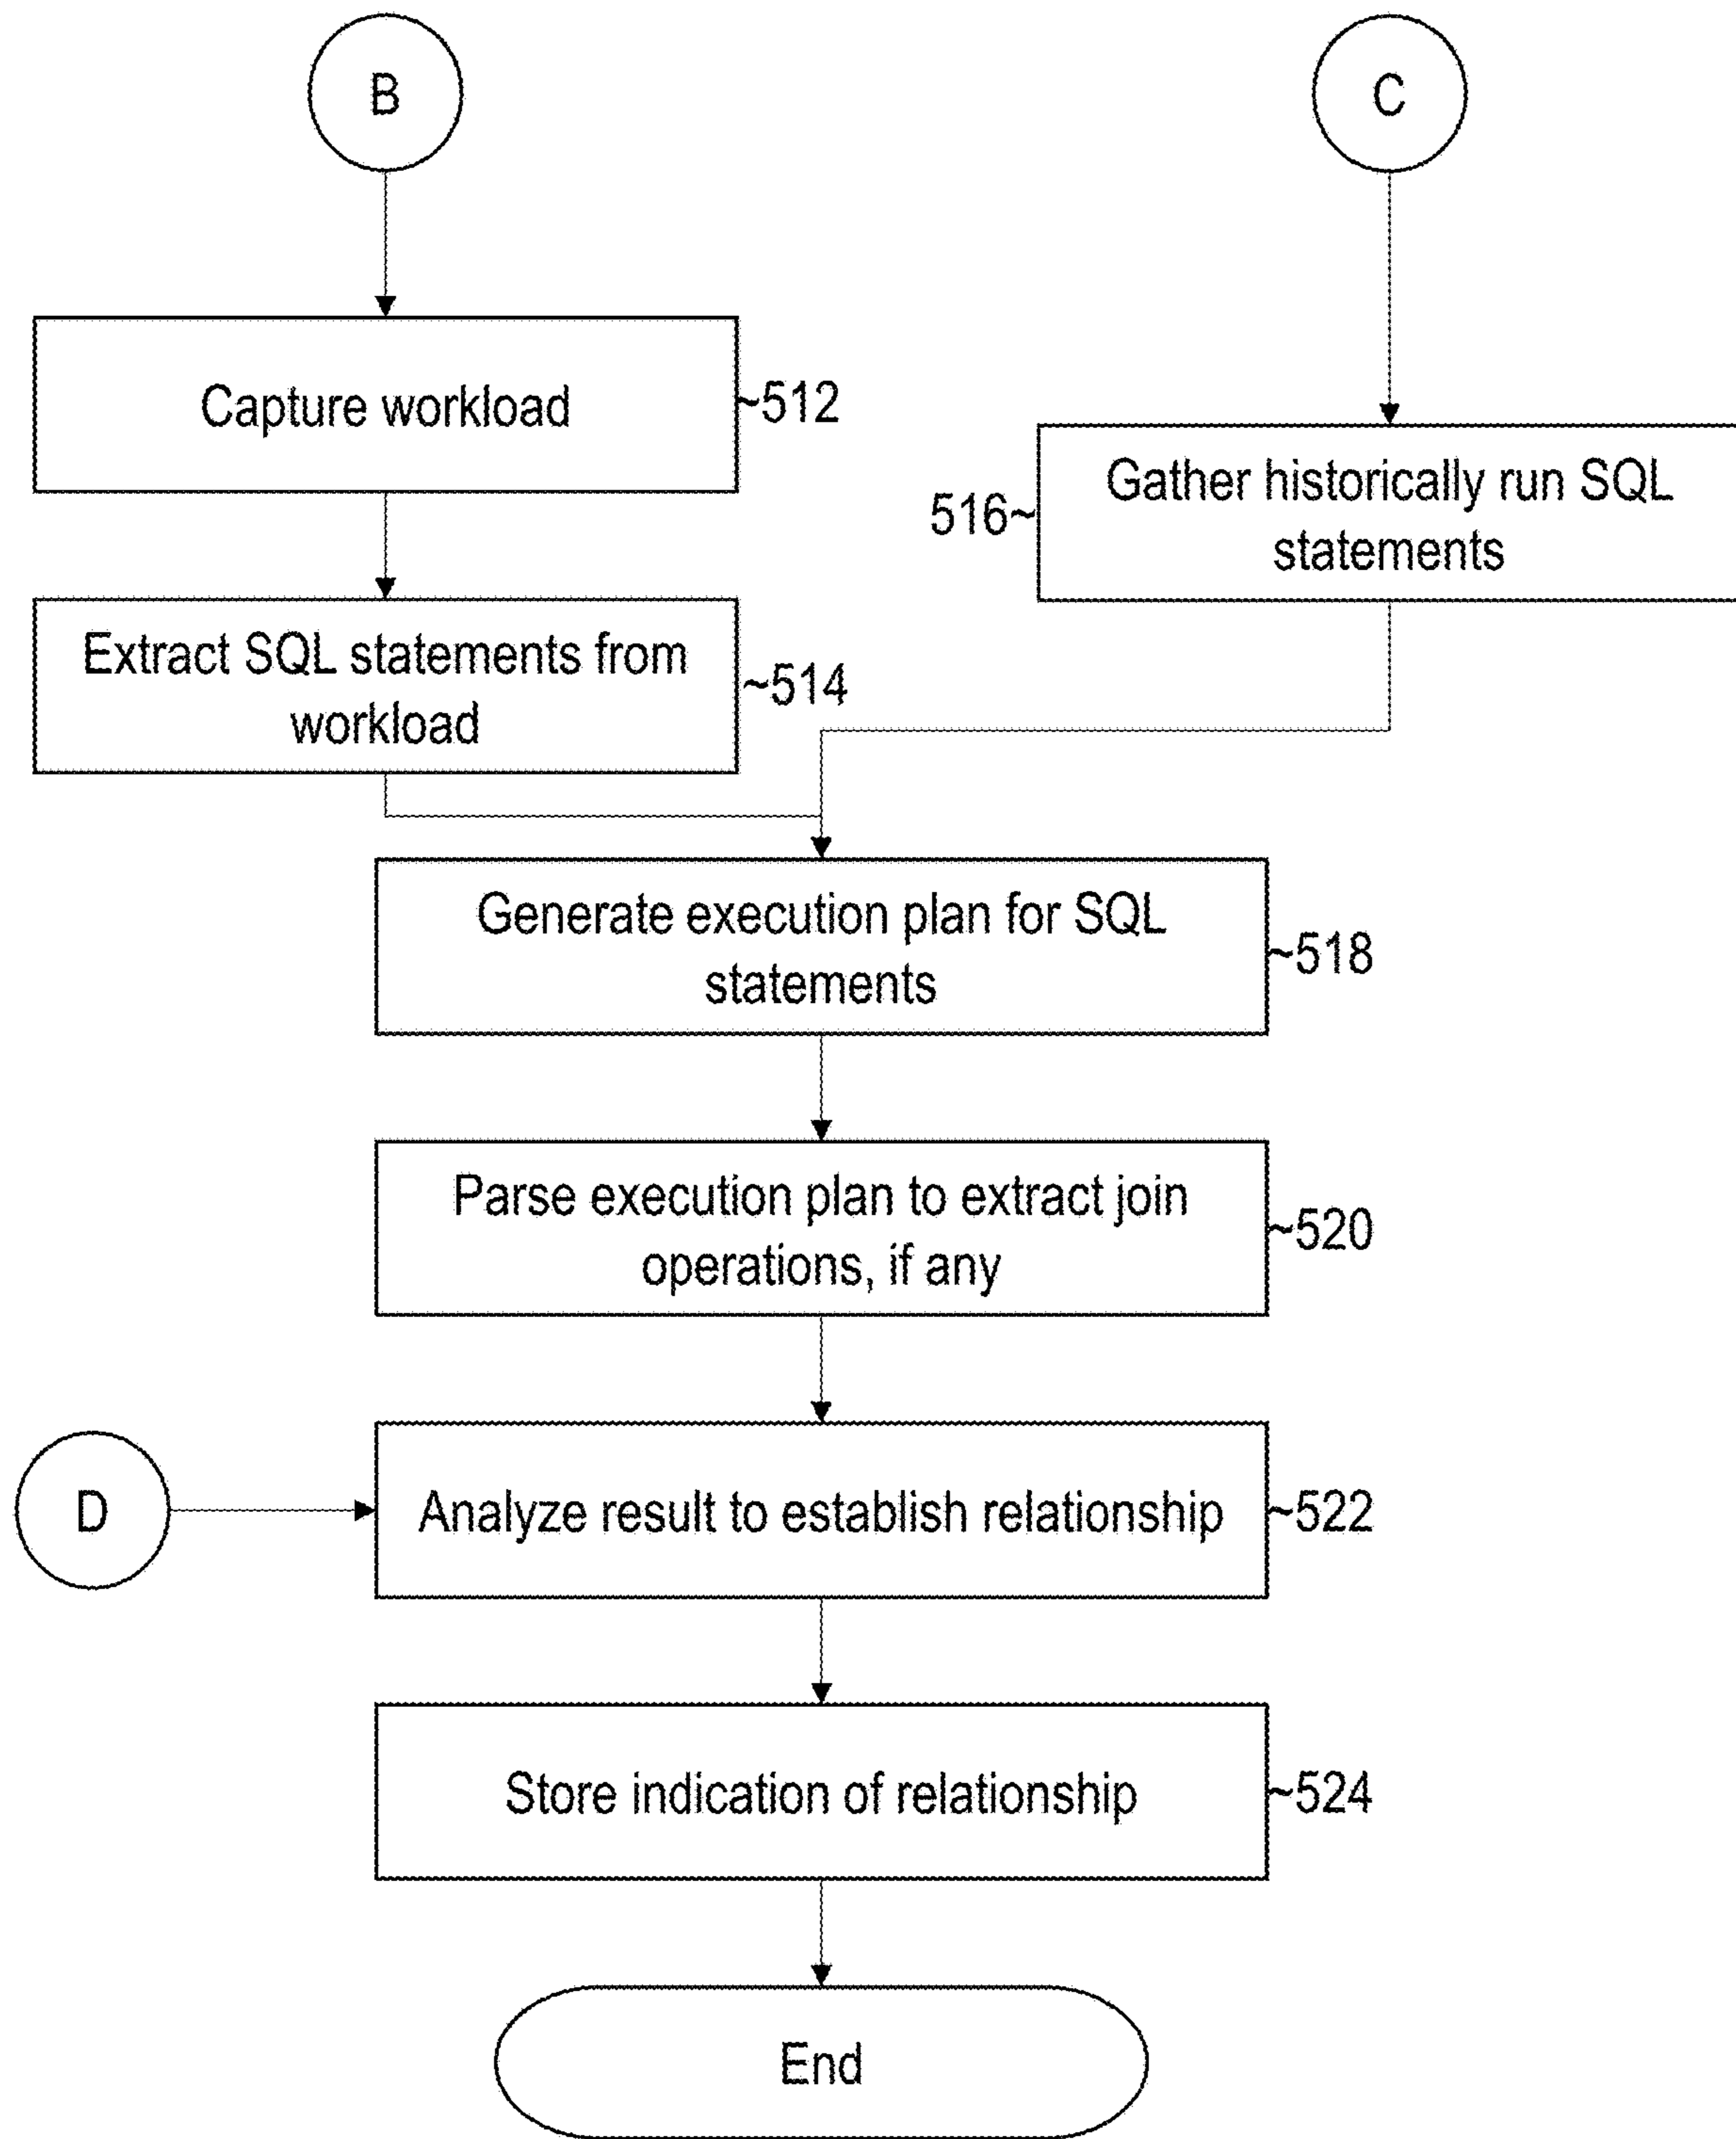 B
C
Capture workload
~512
Gather historically run SQL
statements
516~
Extract SQL statements from
workload
~514
Generate execution plan for SQL
statements
~518
Parse execution plan to extract join
operations, if any
~520
D
Analyze result to establish relationship
~522
Store indication of relationship
~524
End